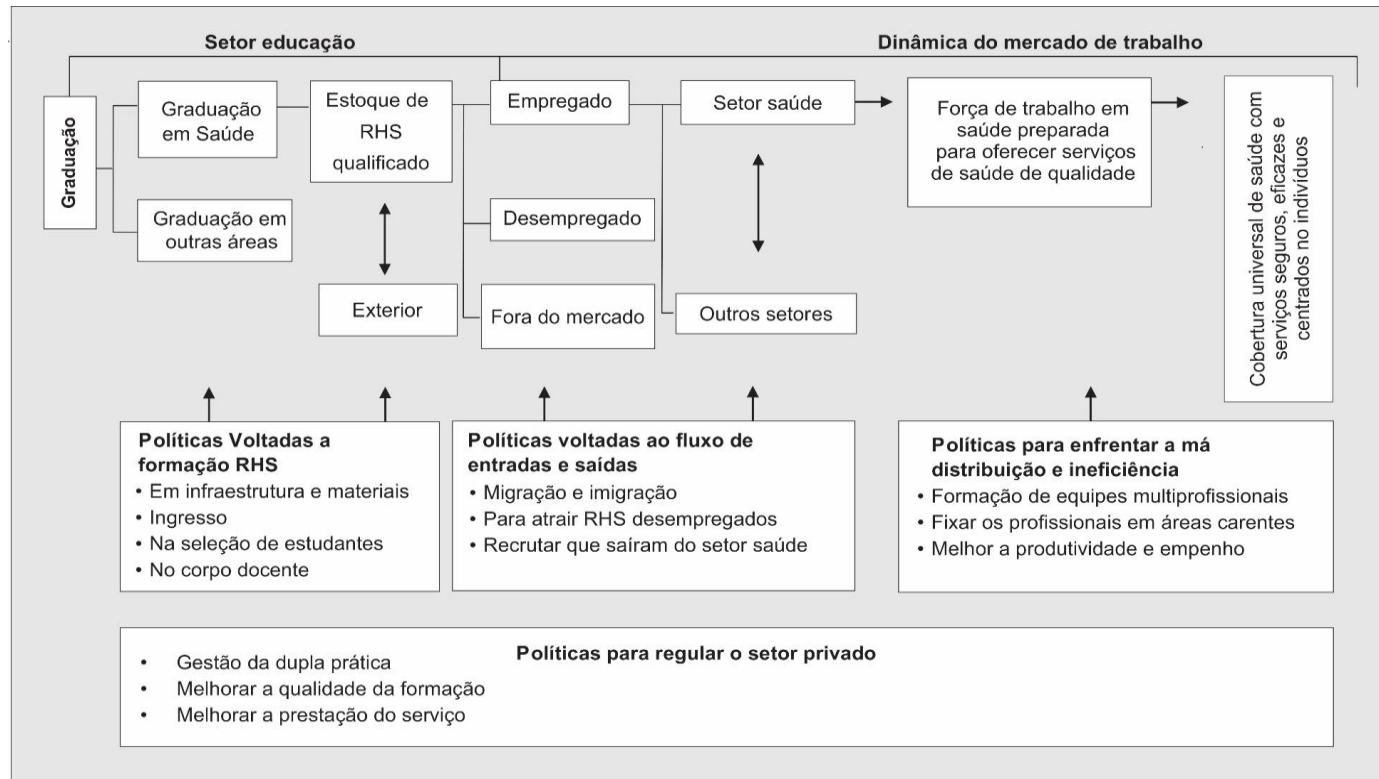 Setor educação
Dinâmica do mercado de trabalho
Graduação
Graduação
em Saúde
Graduação em
outras áreas
Estoque de
RHS
qualificado
Exterior
Empregado
Desempregado
Fora do mercado
Setor saúde
Outros setores
Força de trabalho em
saúde preparada
para oferecer serviços
de saúde de qualidade
Cobertura universal de saúde com
serviços seguros, eficazes e
centrados no indivíduos
Políticas Voltadas a
formação RHS
• Em infraestrutura e materiais
• Ingresso
• Na seleção de estudantes
• No corpo docente
Políticas voltadas ao fluxo de
entradas e saídas
• Migração e imigração
• Para atrair RHS desempregados
• Recrutar que saíram do setor saúde
Políticas para enfrentar a má
distribuição e ineficiência
• Formação de equipes multiprofissionais
• Fixar os profissionais em áreas carentes
• Melhor a produtividade e empenho
Políticas para regular o setor privado
• Gestão da dupla prática
• Melhorar a qualidade da formação
• Melhorar a prestação do serviço